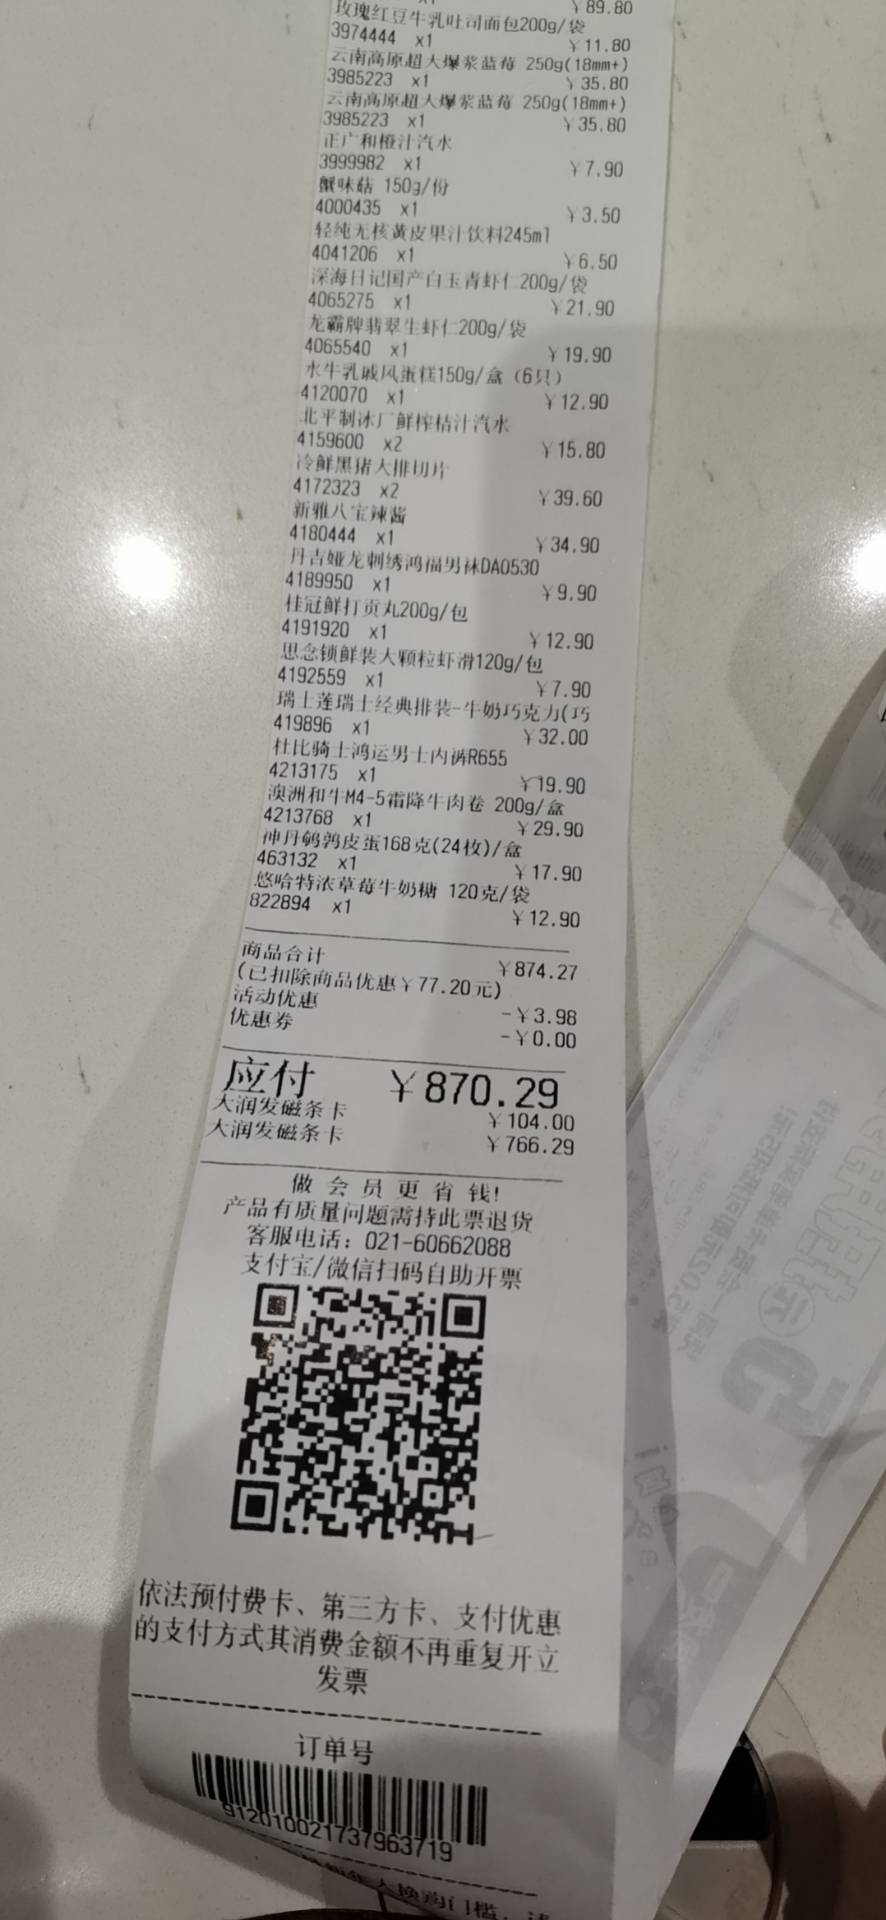 ￥89.80
玫瑰红豆牛乳吐司面包200g/袋
3974444 x1 ￥11.80
云南高原超大爆浆蓝莓 250g(18mm+)
3985223 x1 ￥35.80
云南高原超大爆浆蓝莓 250g(18mm+)
3985223 x1 ￥35.80
正广和橙汁汽水
3999982 x1 ￥7.90
蟹味菇 150g/份
4000435 x1 ￥3.50
轻纯无核黄皮果汁饮料245ml
4041206 x1 ￥6.50
深海日记国产白玉青虾仁200g/袋
4065275 x1 ￥21.90
龙霸牌翡翠生虾仁200g/袋
4065540 x1 ￥19.90
水牛乳戚风蛋糕150g/盒（6只）
4120070 x1 ￥12.90
北平制冰厂鲜榨桔汁汽水
4159600 x2 ￥15.80
冷鲜黑猪大排切片
4172323 x2 ￥39.60
新雅八宝辣酱
4180444 x1 ￥34.90
丹吉娅龙刺绣鸿福男袜DA0530
4189950 x1 ￥9.90
桂冠鲜打贡丸200g/包
4191920 x1 ￥12.90
思念锁鲜装大颗粒虾滑120g/包
4192559 x1 ￥7.90
瑞士莲瑞士经典排装-牛奶巧克力(巧
419896 x1 ￥32.00
杜比骑士鸿运男士内裤R655
4213175 x1 ￥19.90
澳洲和牛M4-5霜降牛肉卷 200g/盒
4213768 x1 ￥29.90
神丹鹌鹑皮蛋168克(24枚)/盒
463132 x1 ￥17.90
悠哈特浓草莓牛奶糖 120克/袋
822894 x1 ￥12.90
商品合计 ￥874.27
(已扣除商品优惠￥77.20元)
活动优惠 -￥3.98
优惠券 -￥0.00
应付 ￥870.29
大润发磁条卡 ￥104.00
大润发磁条卡 ￥766.29
做会员更省钱!
产品有质量问题需持此票退货
客服电话：021-60662088
支付宝/微信扫码自助开票
依法预付费卡、第三方卡、支付优惠
的支付方式其消费金额不再重复开立
发票
订单号
912010021737963719
换购门槛，